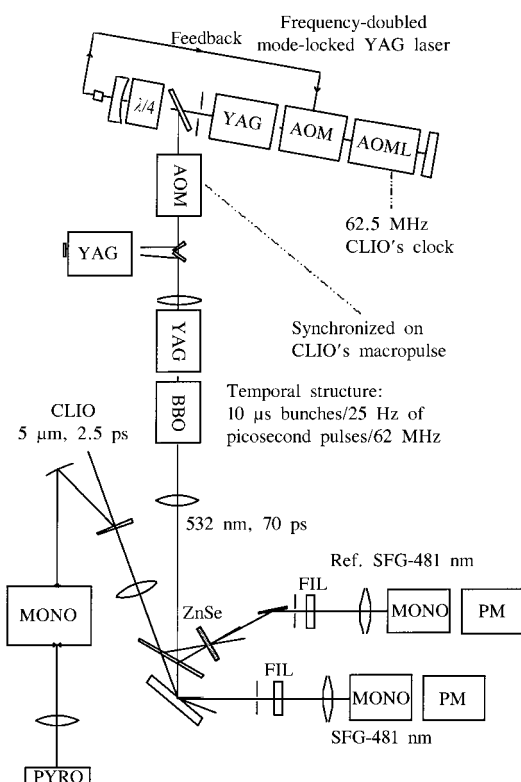 Frequency-doubled
mode-locked YAG laser
Feedback
λ/4
YAG
AOM
AOML
AOM
62.5 MHz
CLIO's clock
YAG
Synchronized on
CLIO's macropulse
YAG
BBO
Temporal structure:
10 μs bunches/25 Hz of
picosecond pulses/62 MHz
CLIO
5 μm, 2.5 ps
532 nm, 70 ps
Ref. SFG-481 nm
FIL
ZnSe
MONO
MONO
PM
FIL
MONO
PM
SFG-481 nm
PYRO